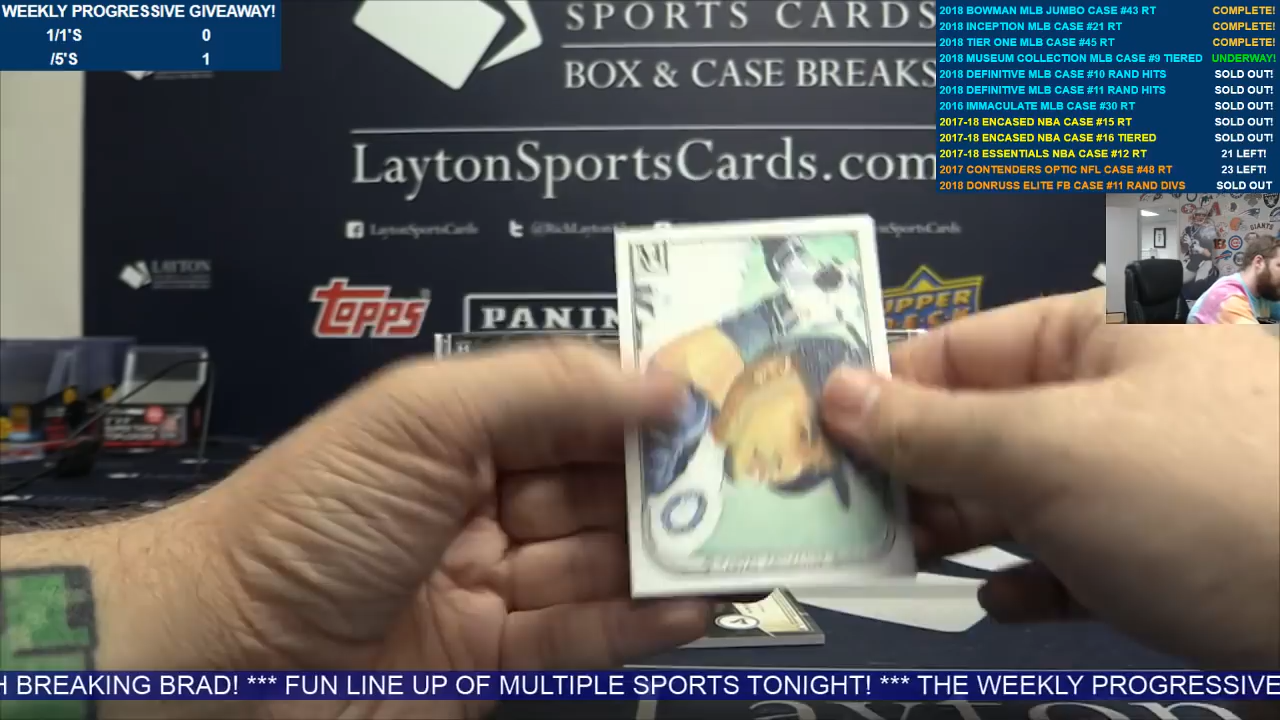 WEEKLY PROGRESSIVE GIVEAWAY!
1/1'S 0
/5'S 1
SPORTS CARDS
BOX & CASE BREAKS
LaytonSportsCards.com
LaytonSportsCards
LAYTON
TOPPS
PANINI
UPPER
2018 BOWMAN MLB JUMBO CASE #43 RT COMPLETE!
2018 INCEPTION MLB CASE #21 RT COMPLETE!
2018 TIER ONE MLB CASE #45 RT COMPLETE!
2018 MUSEUM COLLECTION MLB CASE #9 TIERED UNDERWAY!
2018 DEFINITIVE MLB CASE #10 RAND HITS SOLD OUT!
2018 DEFINITIVE MLB CASE #11 RAND HITS SOLD OUT!
2016 IMMACULATE MLB CASE #30 RT SOLD OUT!
2017-18 ENCASED NBA CASE #15 RT SOLD OUT!
2017-18 ENCASED NBA CASE #16 TIERED SOLD OUT!
2017-18 ESSENTIALS NBA CASE #12 RT 21 LEFT!
2017 CONTENDERS OPTIC NFL CASE #48 RT 23 LEFT!
2018 DONRUSS ELITE FB CASE #11 RAND DIVS SOLD OUT
H BREAKING BRAD! *** FUN LINE UP OF MULTIPLE SPORTS TONIGHT! *** THE WEEKLY PROGRESSIVE